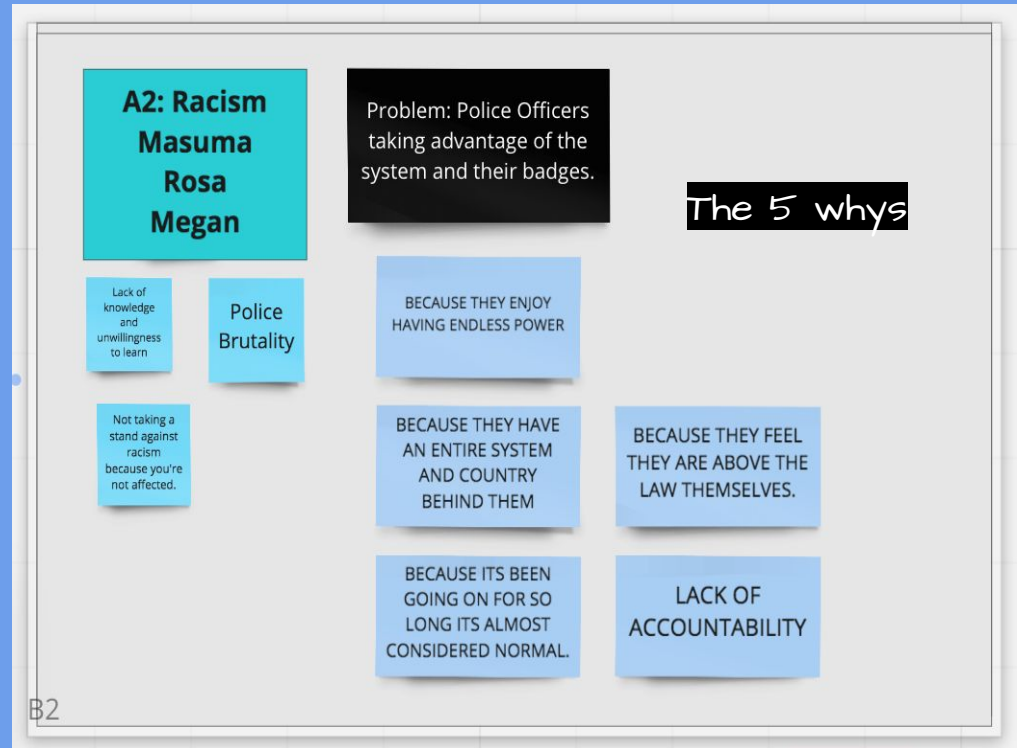 A2: Racism
Masuma
Rosa
Megan
Problem: Police Officers
taking advantage of the
system and their badges.
The 5 whys
Lack of
knowledge
and
unwillingness
to learn
Police
Brutality
Not taking a
stand against
racism
because you're
not affected.
BECAUSE THEY ENJOY
HAVING ENDLESS POWER
BECAUSE THEY HAVE
AN ENTIRE SYSTEM
AND COUNTRY
BEHIND THEM
BECAUSE THEY FEEL
THEY ARE ABOVE THE
LAW THEMSELVES.
BECAUSE ITS BEEN
GOING ON FOR SO
LONG ITS ALMOST
CONSIDERED NORMAL.
LACK OF
ACCOUNTABILITY
B2